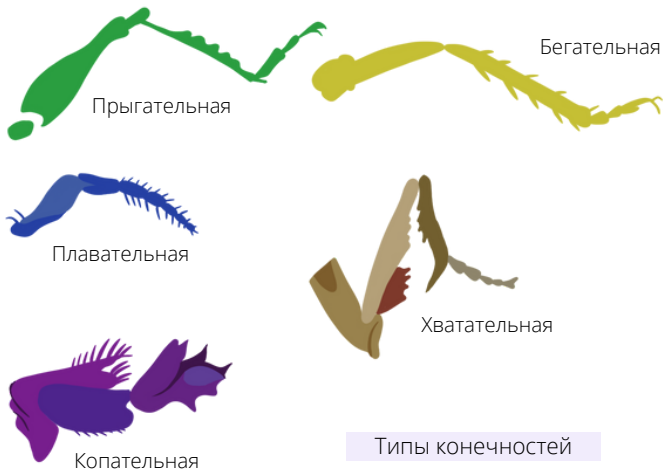 Бегательная
Прыгательная
Плавательная
Хватательная
Копательная
Типы конечностей